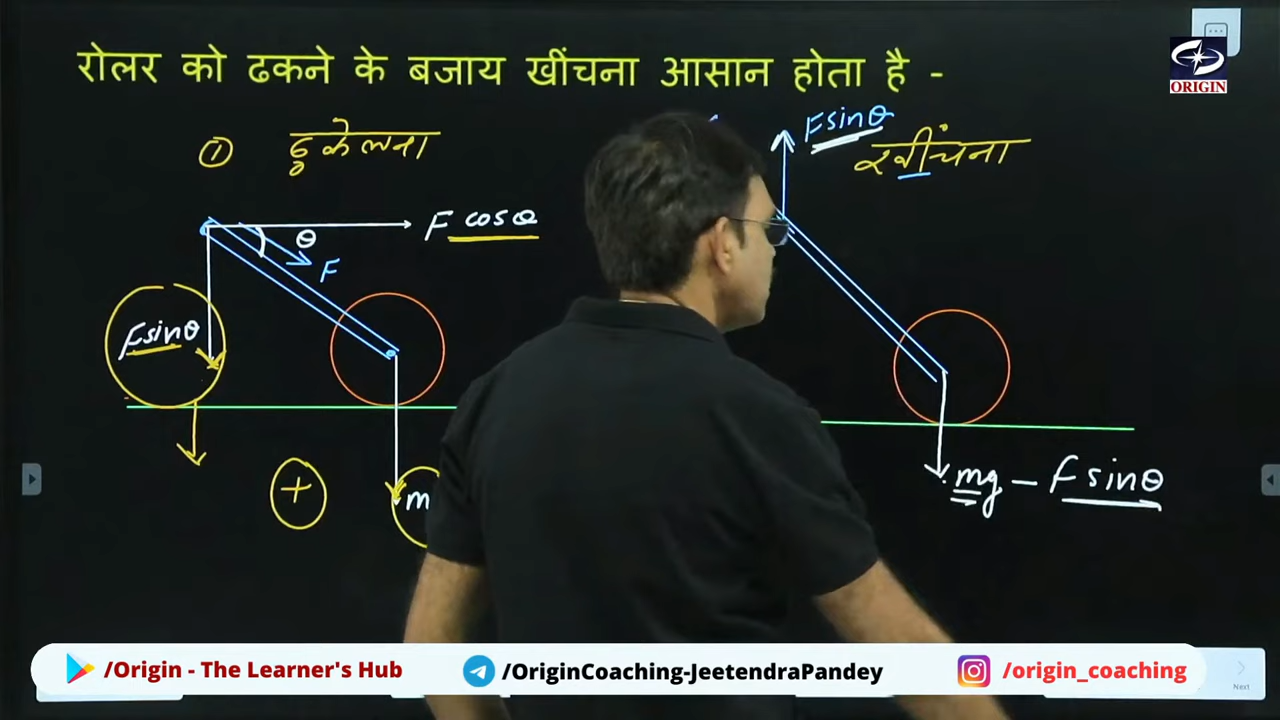 रोलर को ढकने के बजाय खींचना आसान होता है -
ORIGIN
① ढुकेलना
Fsinθ
खींचना
F cosθ
θ
F
Fsinθ
+
m
mg - Fsinθ
/Origin - The Learner's Hub
/OriginCoaching-JeetendraPandey
/origin_coaching
Next